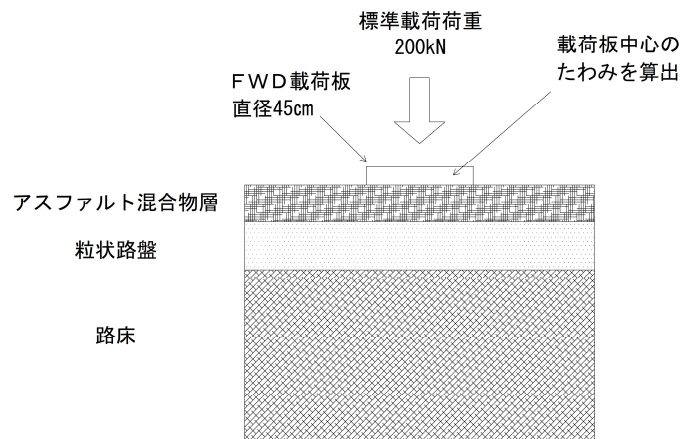 標準載荷荷重
200kN
載荷板中心の
たわみを算出
ＦＷＤ載荷板
直径45㎝
アスファルト混合物層
粒状路盤
路床